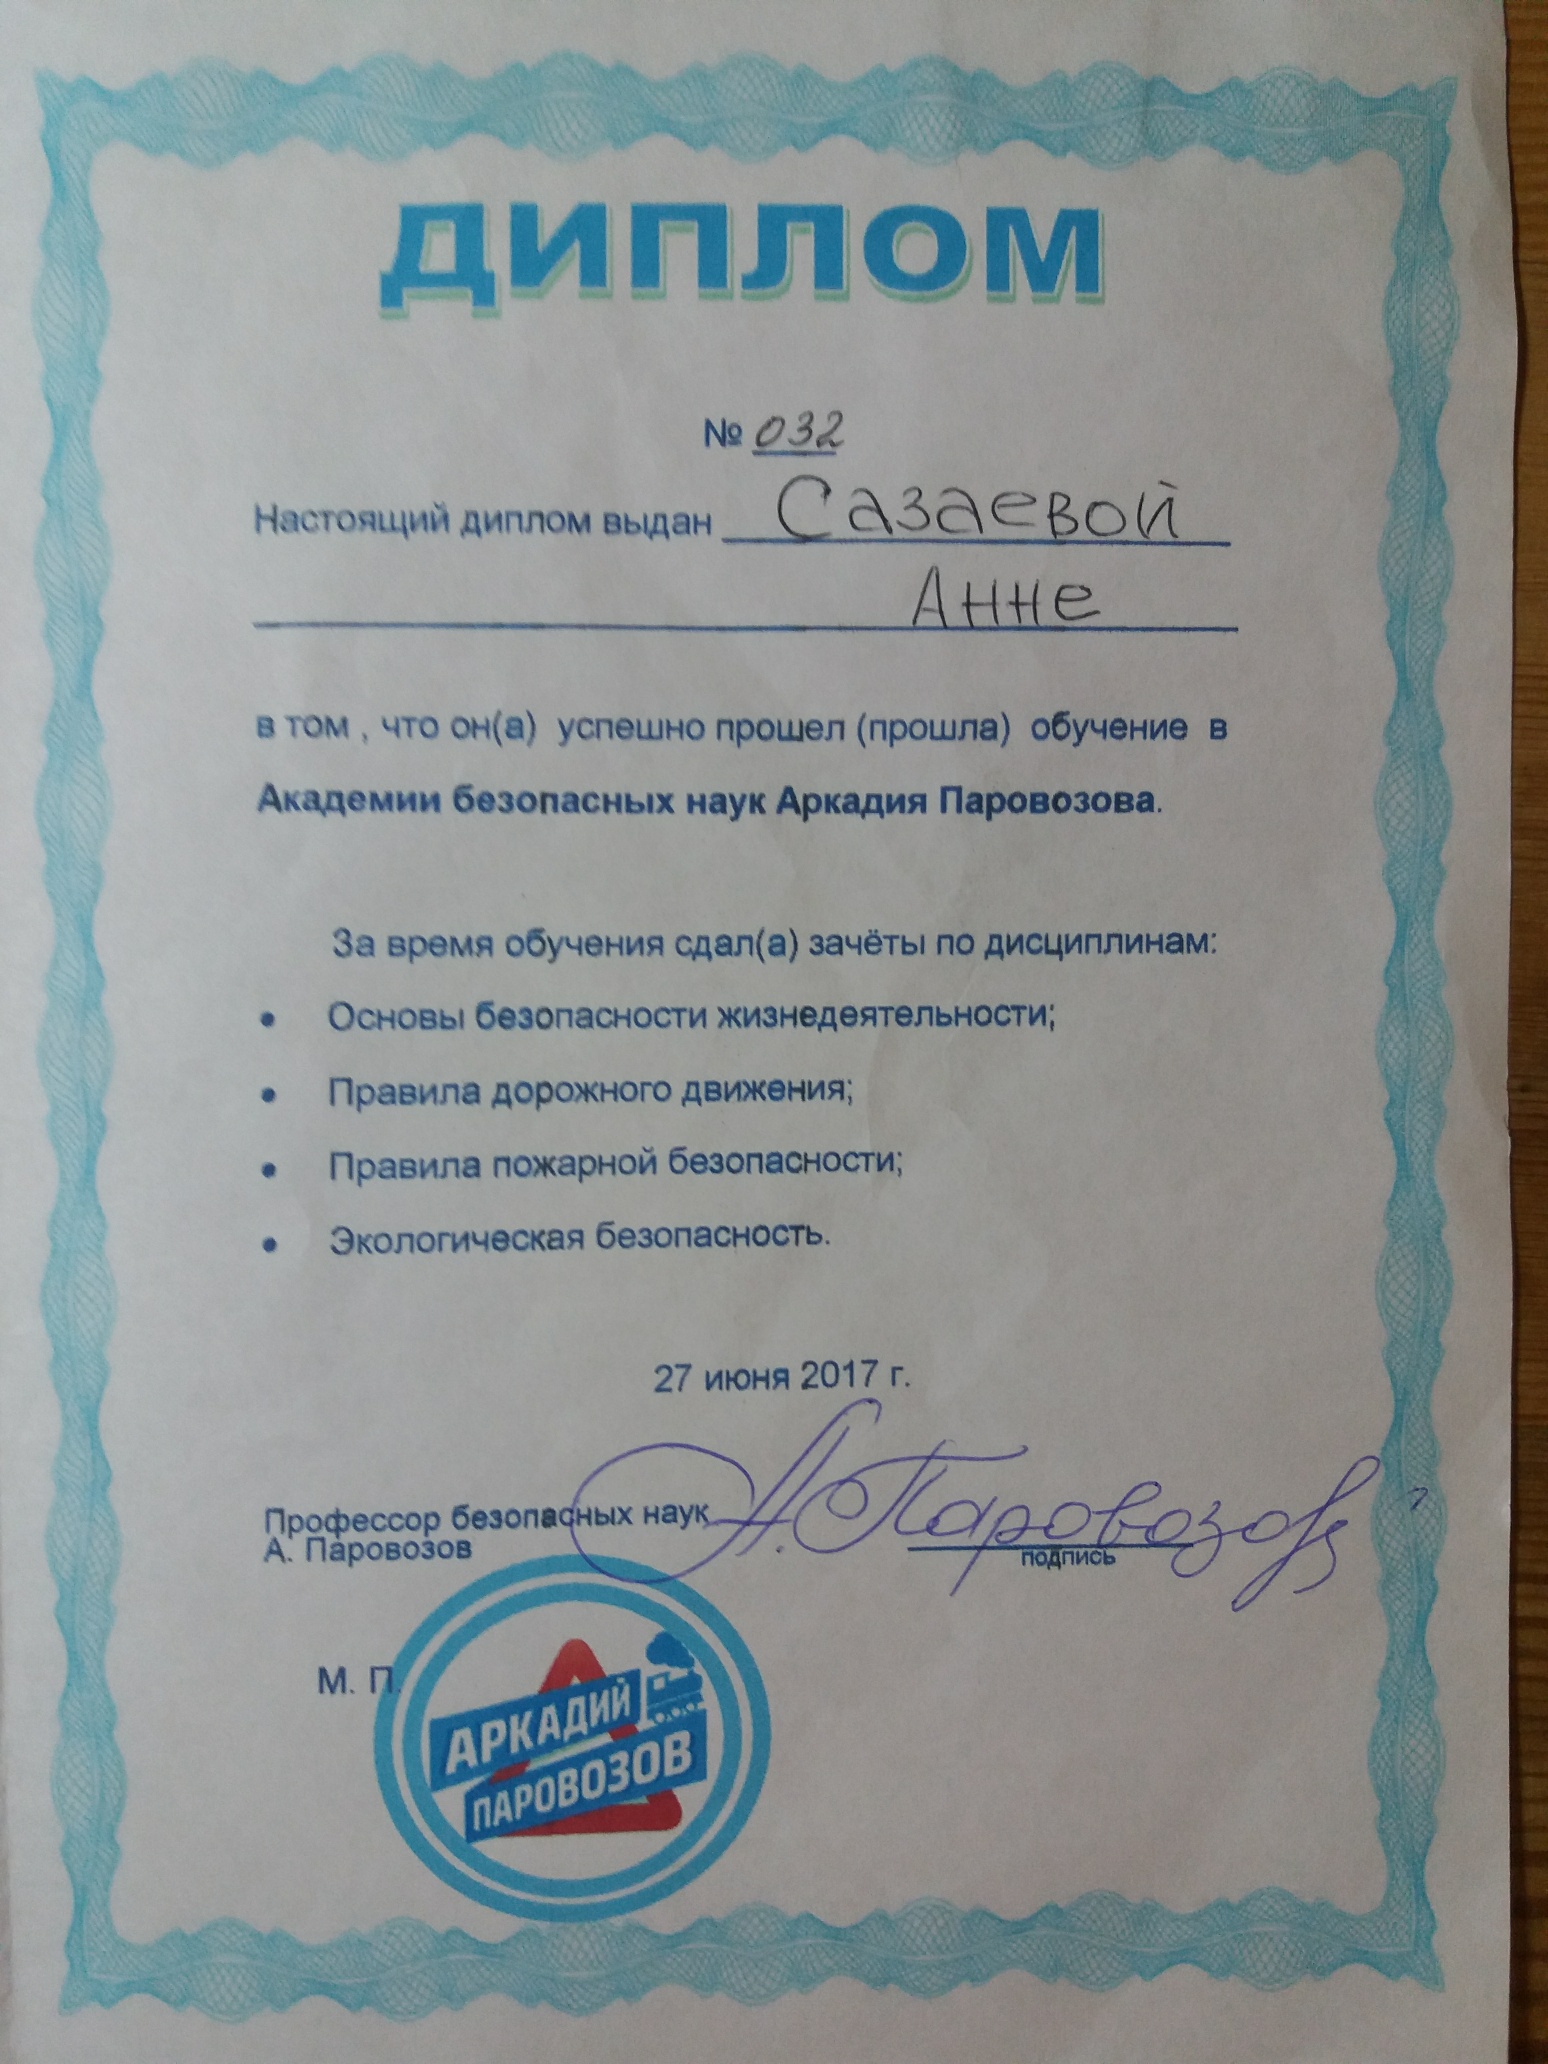 ДИПЛОМ
№ 032
Настоящий диплом выдан Сазаевой
Анне
в том , что он(а) успешно прошел (прошла) обучение в
Академии безопасных наук Аркадия Паровозова.
За время обучения сдал(а) зачёты по дисциплинам:
• Основы безопасности жизнедеятельности;
• Правила дорожного движения;
• Правила пожарной безопасности;
• Экологическая безопасность.
27 июня 2017 г.
Профессор безопасных наук А. Паровозов
А. Паровозов
подпись
М. П.
АРКАДИЙ
ПАРОВОЗОВ